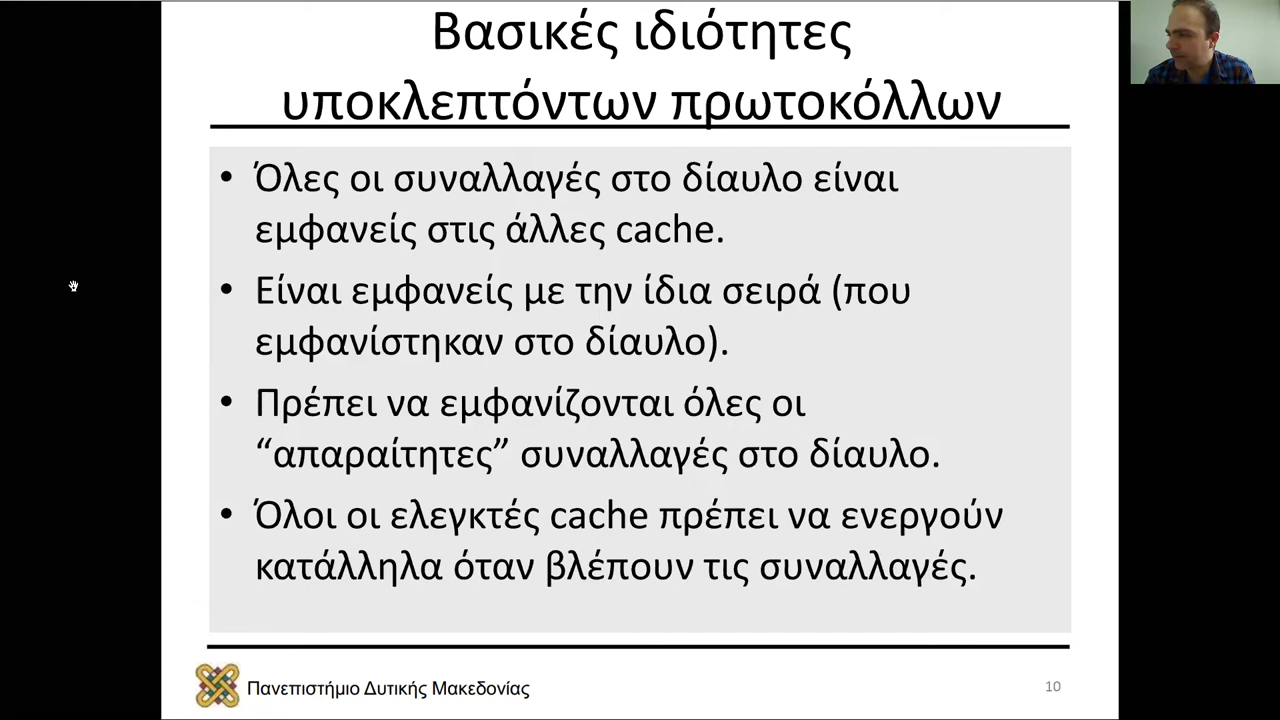 Βασικές ιδιότητες
υποκλεπτόντων πρωτοκόλλων
• Όλες οι συναλλαγές στο δίαυλο είναι
εμφανείς στις άλλες cache.
• Είναι εμφανείς με την ίδια σειρά (που
εμφανίστηκαν στο δίαυλο).
• Πρέπει να εμφανίζονται όλες οι
“απαραίτητες” συναλλαγές στο δίαυλο.
• Όλοι οι ελεγκτές cache πρέπει να ενεργούν
κατάλληλα όταν βλέπουν τις συναλλαγές.
Πανεπιστήμιο Δυτικής Μακεδονίας
10